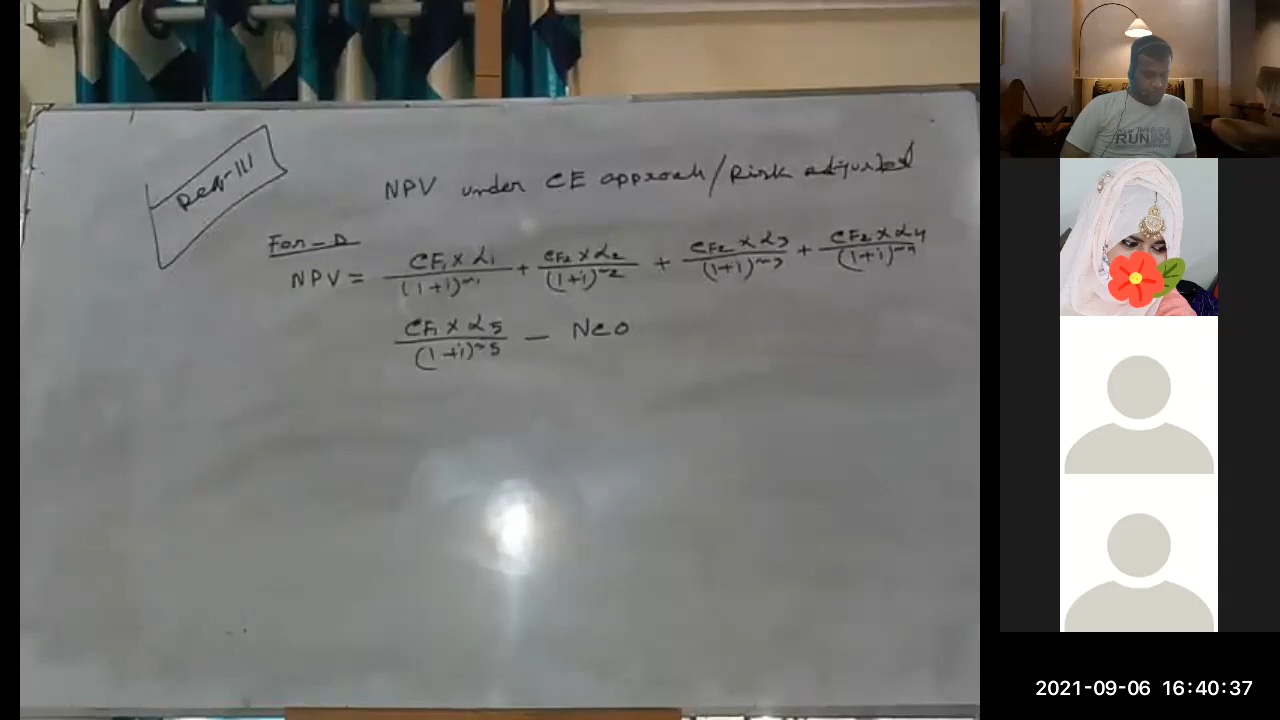 Req-III
NPV under CE approach/Risk adjusted
For-D
NPV = CF₁ × α₁ / (1+i)ⁿ¹ + CF₂ × α₂ / (1+i)ⁿ² + CF₂ × α₃ / (1+i)ⁿ³ + CF₂ × α₄ / (1+i)ⁿ⁴
CF₁ × α₅ / (1+i)ⁿ⁵ — NCO
RUN
2021-09-06 16:40:37